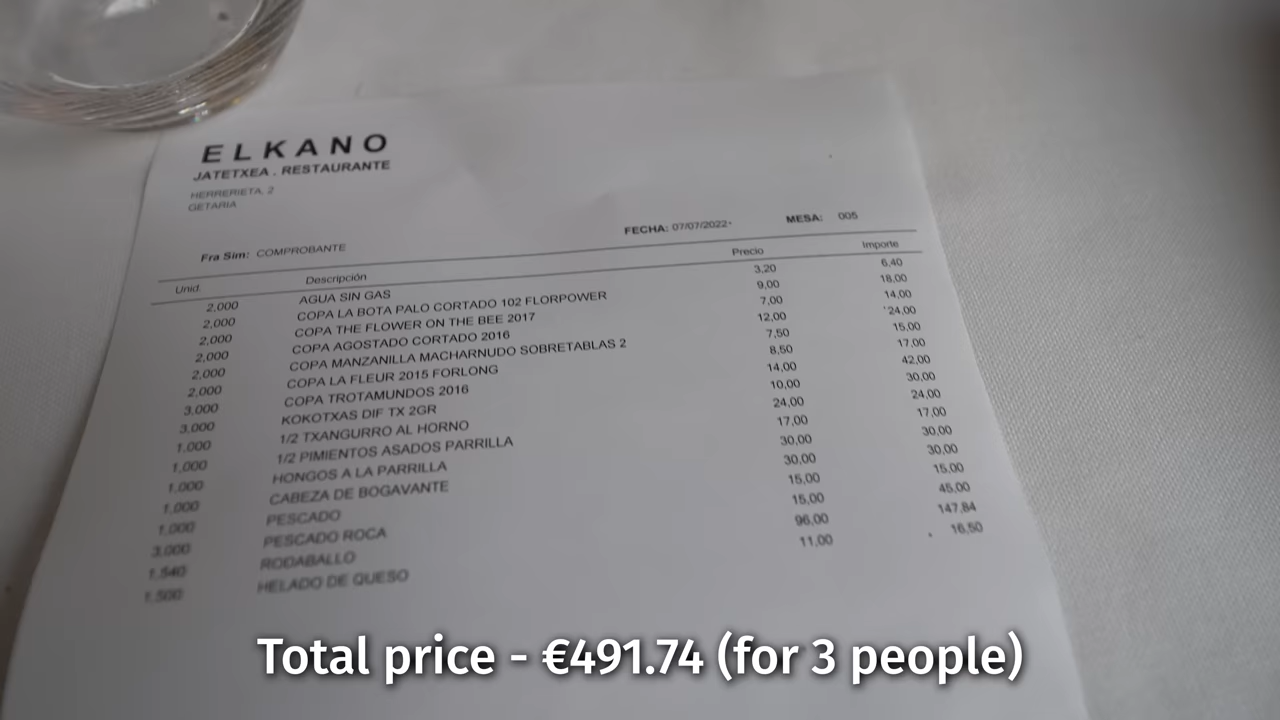 ELKANO
JATETXEA . RESTAURANTE
HERRERIETA, 2
GETARIA
FECHA: 07/07/2022- MESA: 005
Fra Sim: COMPROBANTE
Unid. Descripción Precio Importe
2,000 AGUA SIN GAS 3,20 6,40
2,000 COPA LA BOTA PALO CORTADO 102 FLORPOWER 9,00 18,00
2,000 COPA THE FLOWER ON THE BEE 2017 7,00 14,00
2,000 COPA AGOSTADO CORTADO 2016 12,00 24,00
2,000 COPA MANZANILLA MACHARNUDO SOBRETABLAS 2 7,50 15,00
2,000 COPA LA FLEUR 2015 FORLONG 8,50 17,00
3,000 COPA TROTAMUNDOS 2016 14,00 42,00
3,000 KOKOTXAS DIF TX 2GR 10,00 30,00
1,000 1/2 TXANGURRO AL HORNO 24,00 24,00
1,000 1/2 PIMIENTOS ASADOS PARRILLA 17,00 17,00
1,000 HONGOS A LA PARRILLA 30,00 30,00
1,000 CABEZA DE BOGAVANTE 30,00 30,00
1,000 PESCADO 15,00 15,00
3,000 PESCADO ROCA 15,00 45,00
1,540 RODABALLO 96,00 147,84
1,500 HELADO DE QUESO 11,00 16,50
Total price - €491.74 (for 3 people)